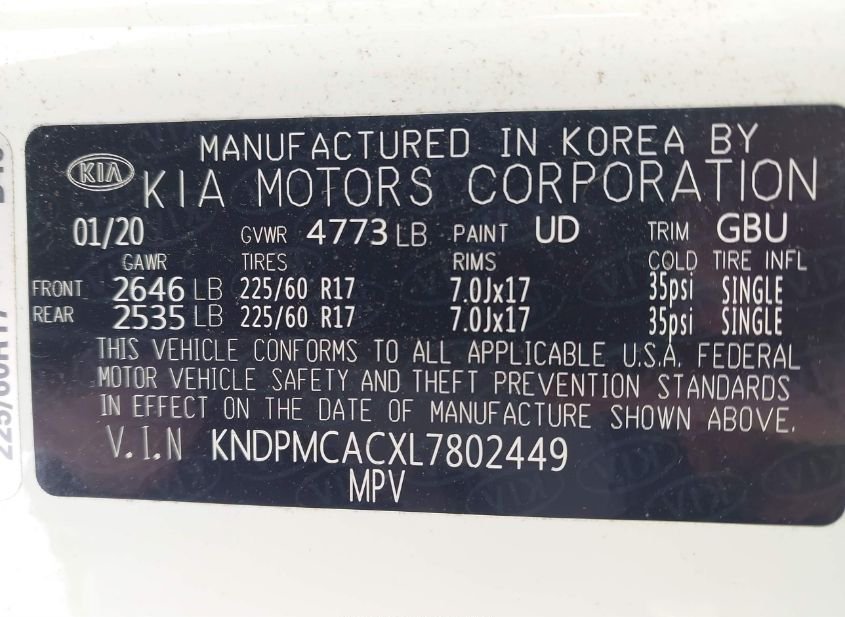 MANUFACTURED IN KOREA BY
KIA KIA MOTORS CORPORATION
01/20 GVWR 4773 LB PAINT UD TRIM GBU
GAWR TIRES RIMS COLD TIRE INFL
FRONT 2646 LB 225/60 R17 7.0Jx17 35psi SINGLE
REAR 2535 LB 225/60 R17 7.0Jx17 35psi SINGLE
THIS VEHICLE CONFORMS TO ALL APPLICABLE U.S.A. FEDERAL
MOTOR VEHICLE SAFETY AND THEFT PREVENTION STANDARDS
IN EFFECT ON THE DATE OF MANUFACTURE SHOWN ABOVE.
V.I.N KNDPMCACXL7802449
MPV
225/60R17